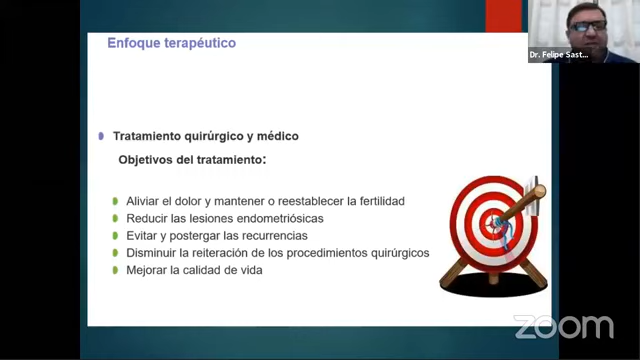 Enfoque terapéutico
Dr. Felipe Sast...
Tratamiento quirúrgico y médico
Objetivos del tratamiento:
Aliviar el dolor y mantener o reestablecer la fertilidad
Reducir las lesiones endometriósicas
Evitar y postergar las recurrencias
Disminuir la reiteración de los procedimientos quirúrgicos
Mejorar la calidad de vida
zoom